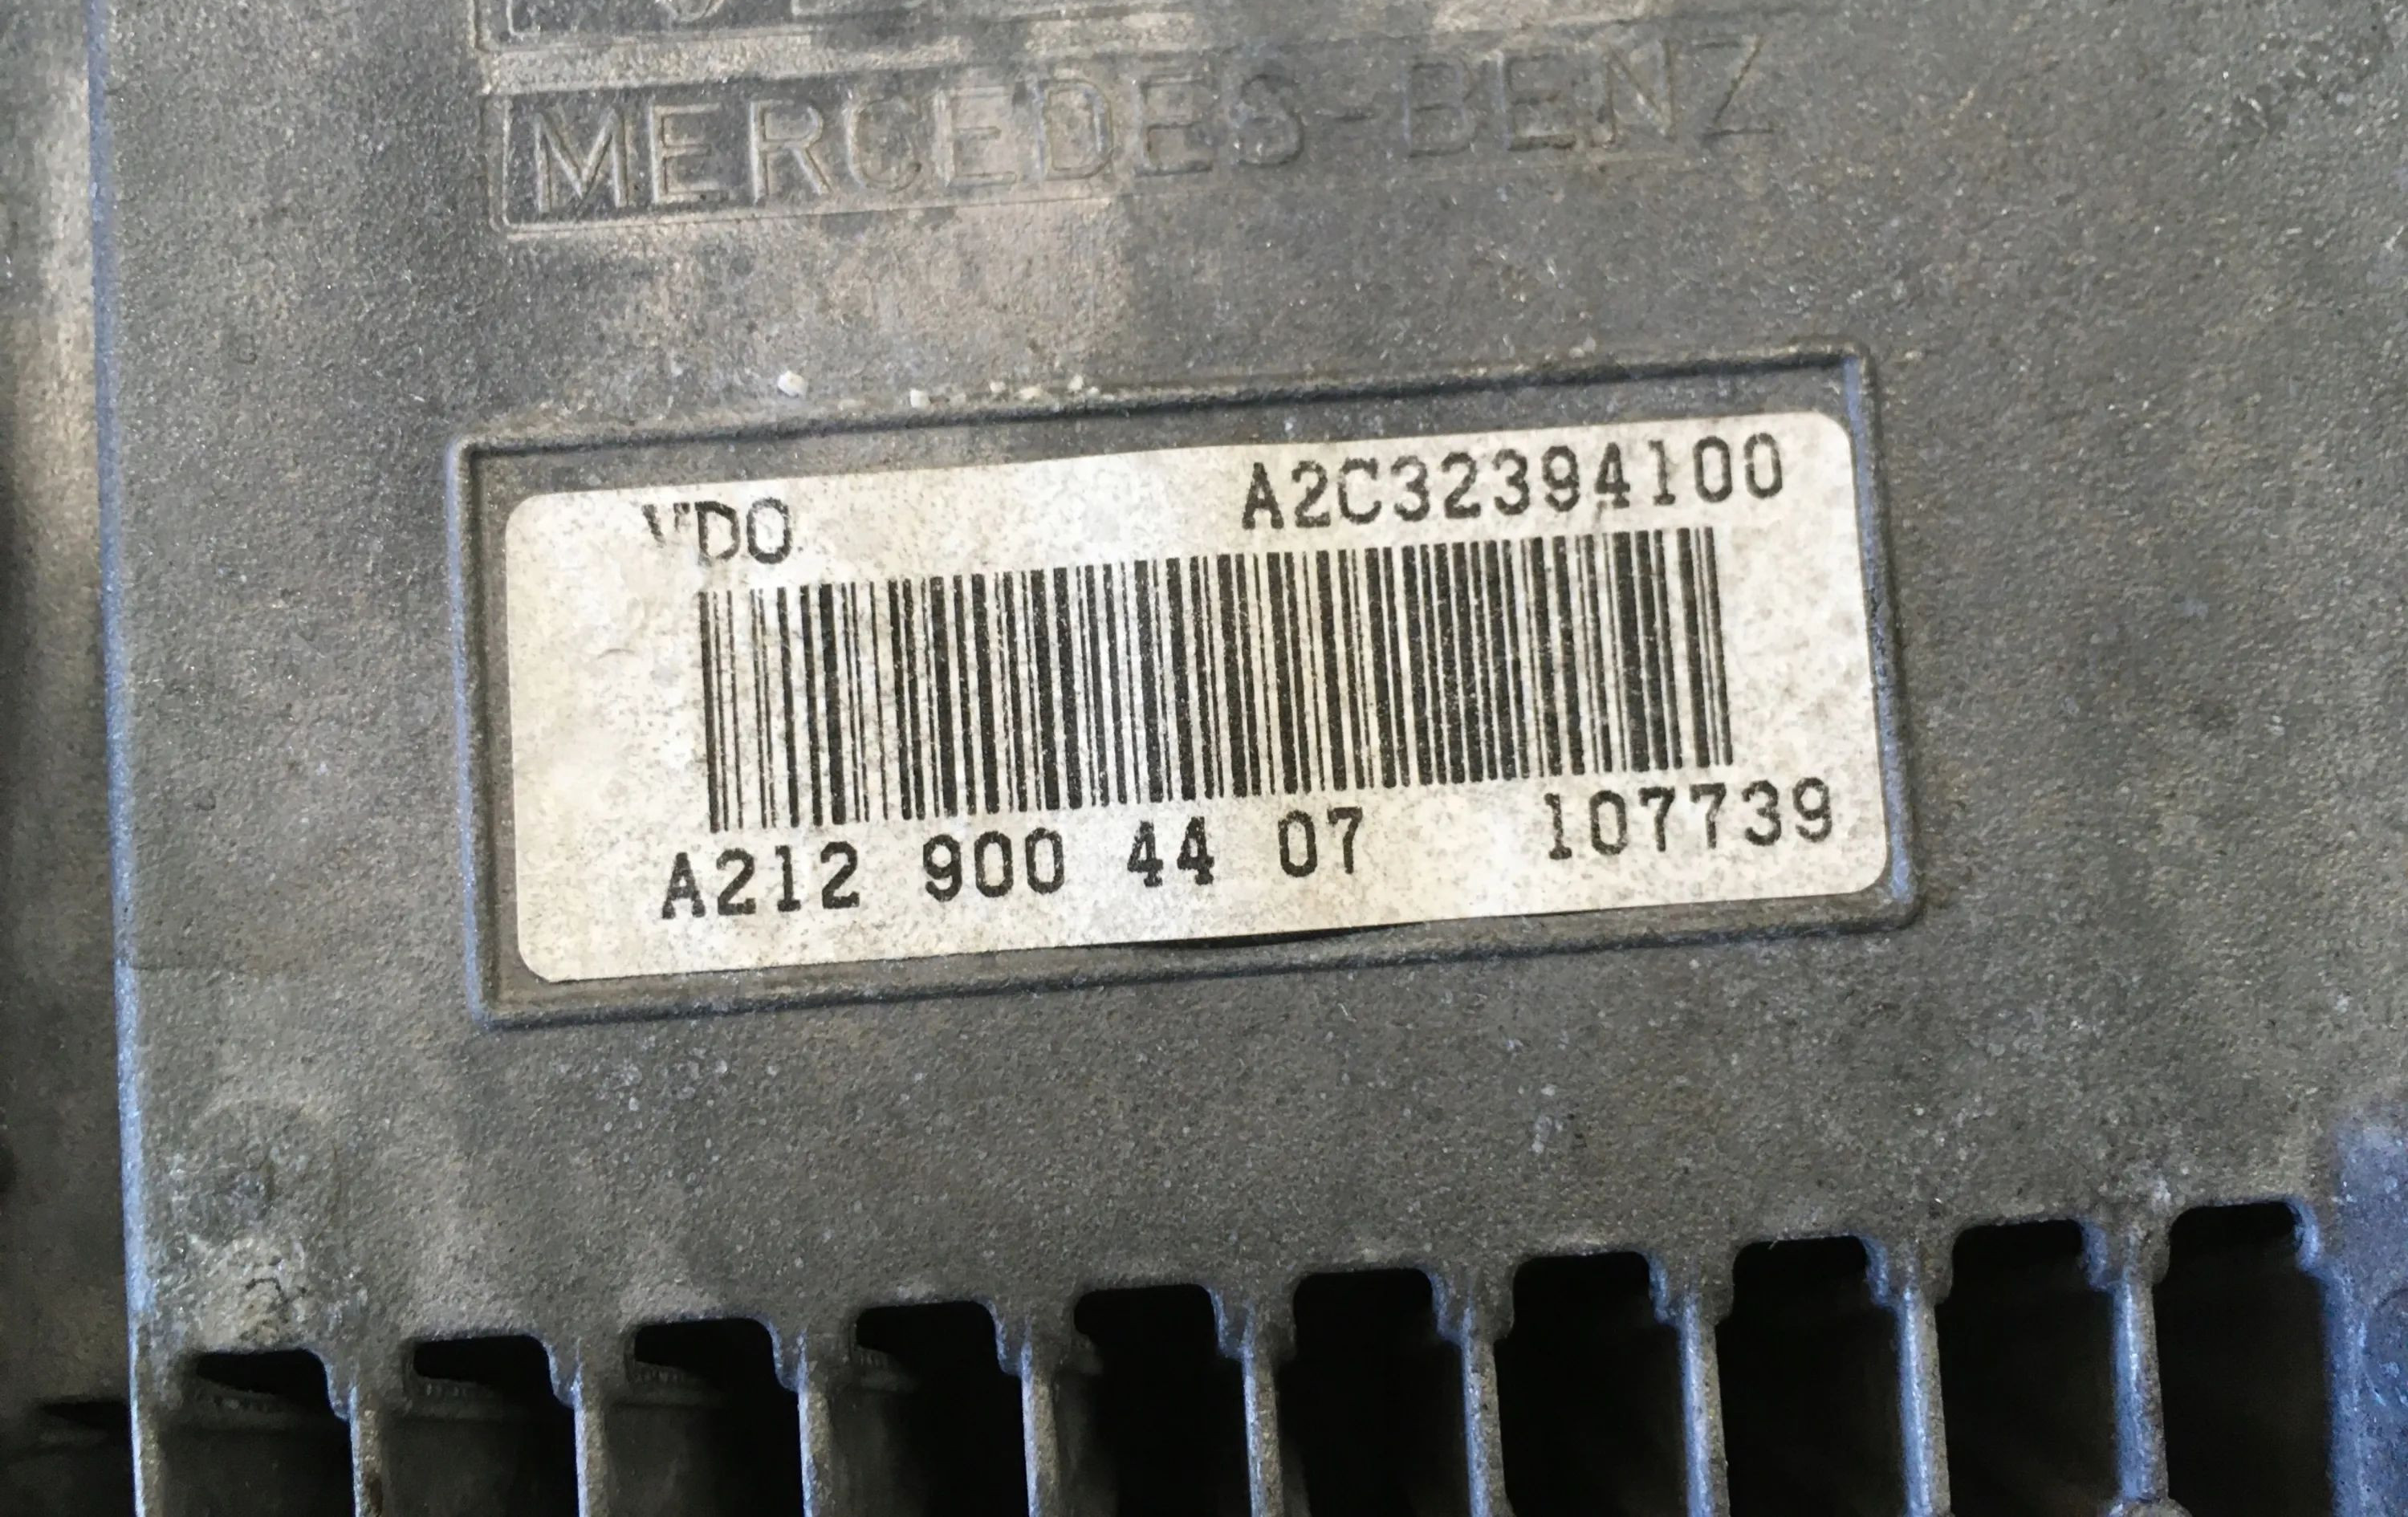 MERCEDES-BENZ
VDO A2C32394100
A212 900 44 07 107739